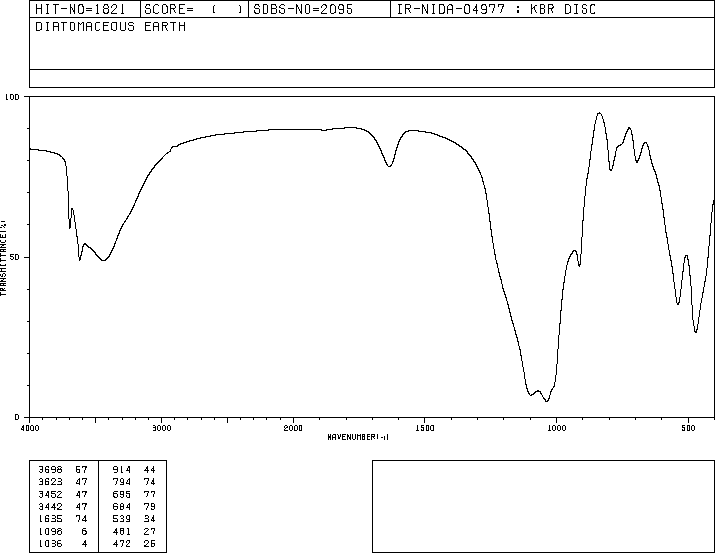 HIT-NO=1821 SCORE= ( ) SDBS-NO=2095 IR-NIDA-04977 : KBR DISC
DIATOMACEOUS EARTH
100
TRANSMITTANCE(%)
50
0
4000 3000 2000 1500 1000 500
WAVENUMBER(-1)
3698 57 914 44
3623 47 794 74
3452 47 695 77
3442 47 684 79
1635 74 539 34
1098 6 481 27
1036 4 472 26